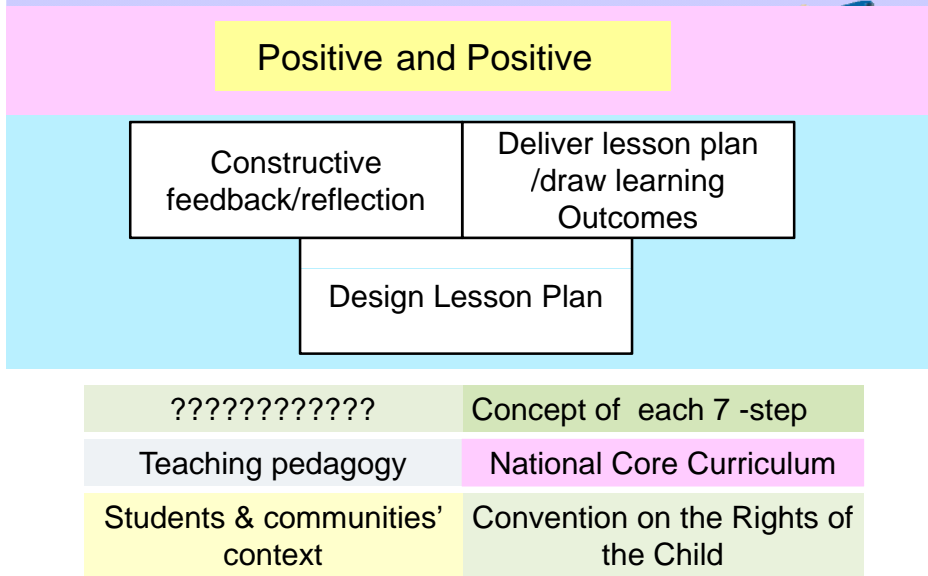 Positive and Positive
Constructive
feedback/reflection
Deliver lesson plan
/draw learning
Outcomes
Design Lesson Plan
????????????
Concept of each 7 -step
Teaching pedagogy
National Core Curriculum
Students & communities’
context
Convention on the Rights of
the Child